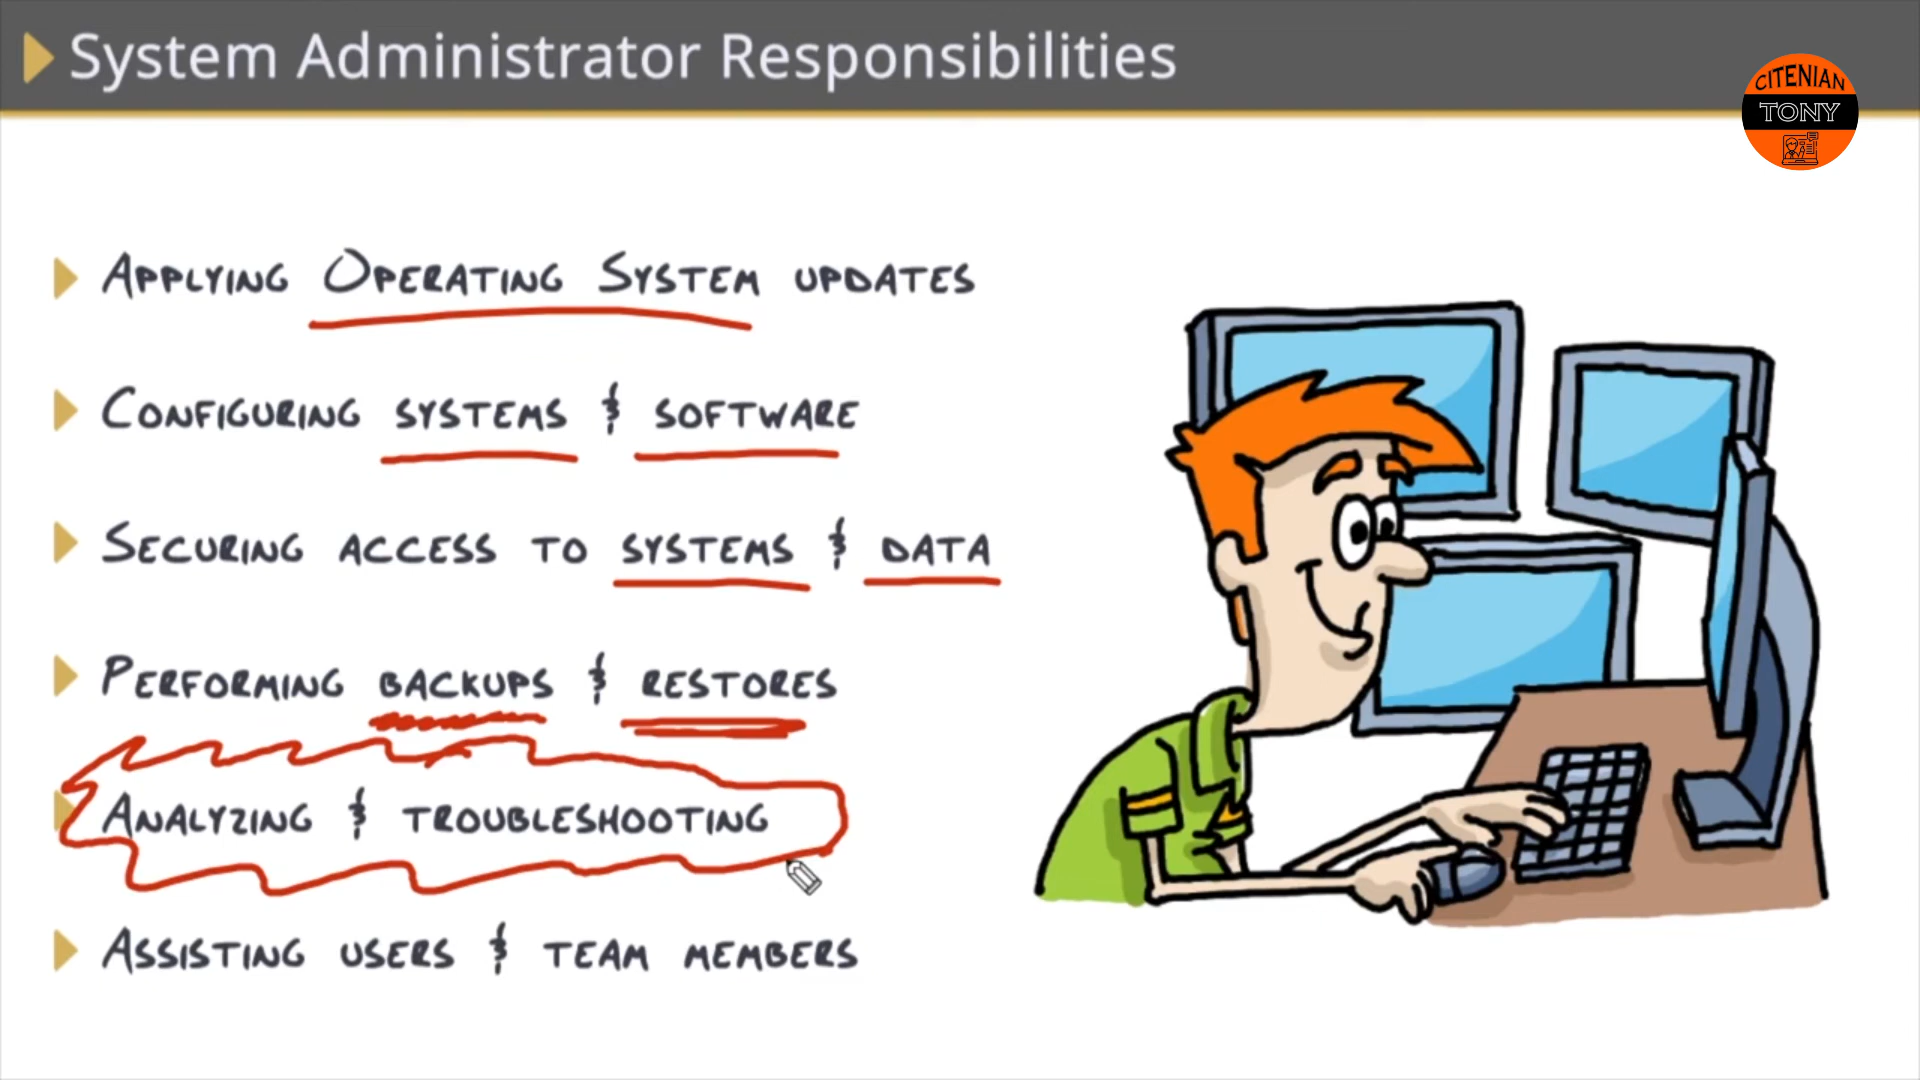 System Administrator Responsibilities
CITENIAN
TONY
Applying Operating System updates
Configuring systems & software
Securing access to systems & data
Performing backups & restores
Analyzing & troubleshooting
Assisting users & team members